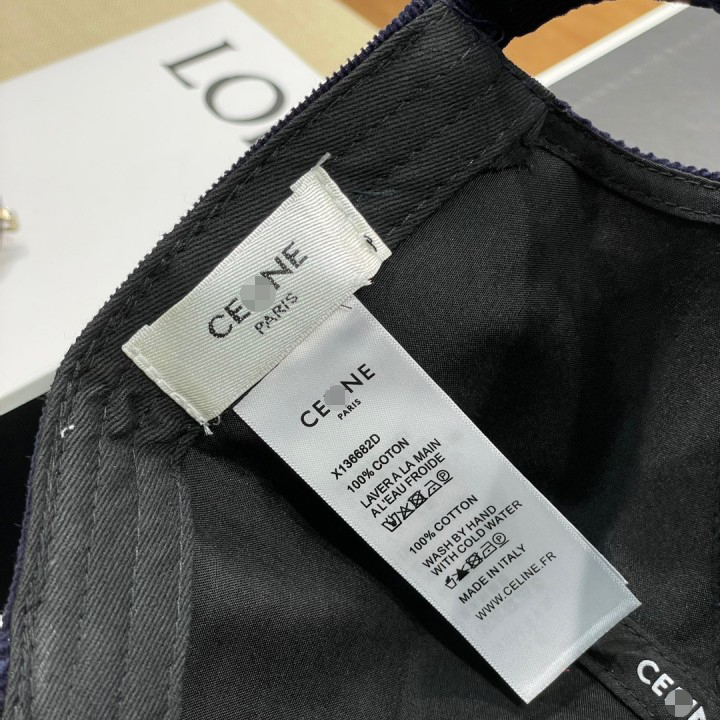 LO
CE NE
PARIS
CE NE
PARIS
X136682D
100% COTON
LAVER A LA MAIN
A L'EAU FROIDE
100% COTTON
WASH BY HAND
WITH COLD WATER
MADE IN ITALY
WWW.CELINE.FR
CE